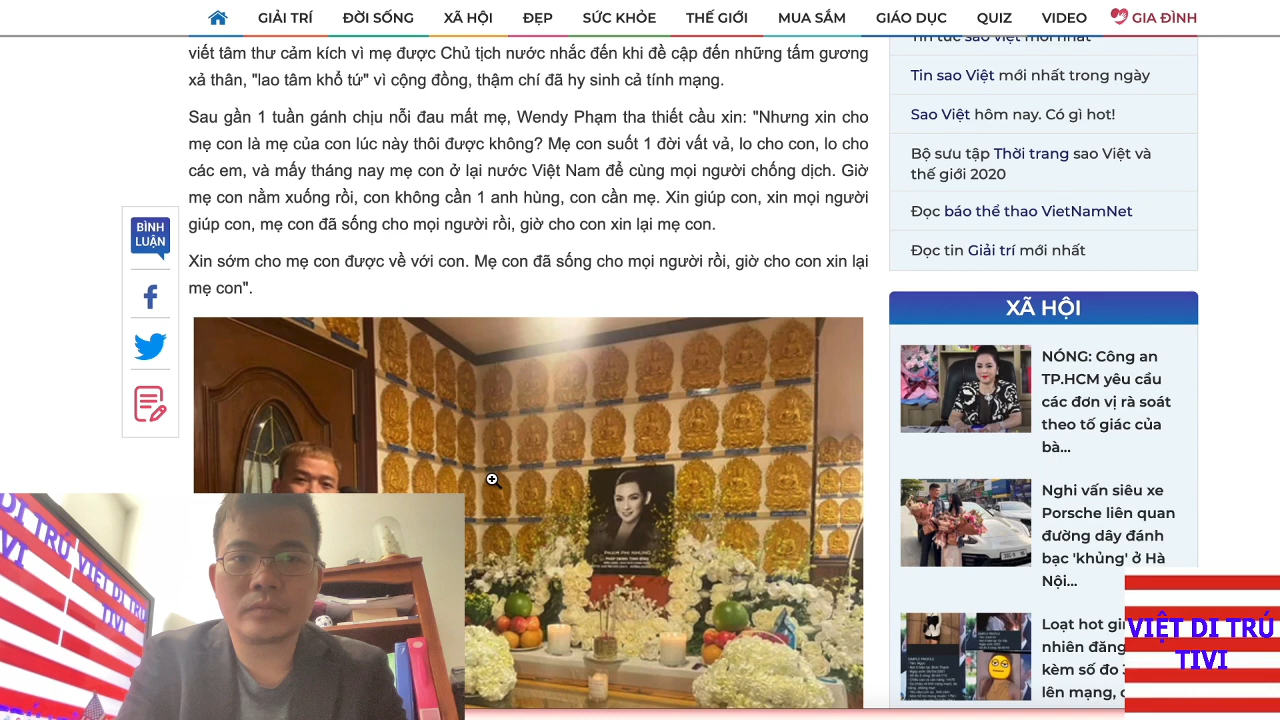 GIẢI TRÍ ĐỜI SỐNG XÃ HỘI ĐẸP SỨC KHỎE THẾ GIỚI MUA SẮM GIÁO DỤC QUIZ VIDEO GIA ĐÌNH
viết tâm thư cảm kích vì mẹ được Chủ tịch nước nhắc đến khi đề cập đến những tấm gương
xả thân, "lao tâm khổ tứ" vì cộng đồng, thậm chí đã hy sinh cả tính mạng.
Sau gần 1 tuần gánh chịu nỗi đau mất mẹ, Wendy Phạm tha thiết cầu xin: "Nhưng xin cho
mẹ con là mẹ của con lúc này thôi được không? Mẹ con suốt 1 đời vất vả, lo cho con, lo cho
các em, và mấy tháng nay mẹ con ở lại nước Việt Nam để cùng mọi người chống dịch. Giờ
mẹ con nằm xuống rồi, con không cần 1 anh hùng, con cần mẹ. Xin giúp con, xin mọi người
giúp con, mẹ con đã sống cho mọi người rồi, giờ cho con xin lại mẹ con.
Xin sớm cho mẹ con được về với con. Mẹ con đã sống cho mọi người rồi, giờ cho con xin lại
mẹ con".
BÌNH
LUẬN
Tin tức sao việt mới nhất
Tin sao Việt mới nhất trong ngày
Sao Việt hôm nay. Có gì hot!
Bộ sưu tập Thời trang sao Việt và
thế giới 2020
Đọc báo thể thao VietNamNet
Đọc tin Giải trí mới nhất
XÃ HỘI
NÓNG: Công an
TP.HCM yêu cầu
các đơn vị rà soát
theo tố giác của
bà...
Nghi vấn siêu xe
Porsche liên quan
đường dây đánh
bạc 'khủng' ở Hà
Nội...
Loạt hot
nhiên đăng
kèm
lên mạng,
VIỆT DI TRÚ
TIVI
VIỆT DI TRÚ
TIVI